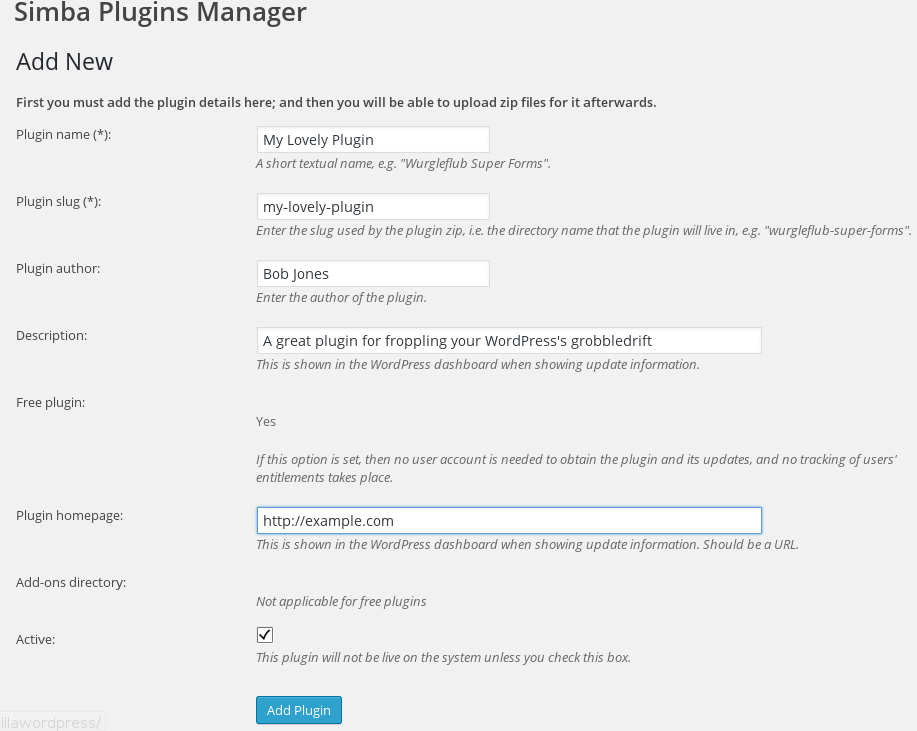 Simba Plugins Manager
Add New
First you must add the plugin details here; and then you will be able to upload zip files for it afterwards.
Plugin name (*):
My Lovely Plugin
A short textual name, e.g. "Wurgleflub Super Forms".
Plugin slug (*):
my-lovely-plugin
Enter the slug used by the plugin zip, i.e. the directory name that the plugin will live in, e.g. "wurgleflub-super-forms".
Plugin author:
Bob Jones
Enter the author of the plugin.
Description:
A great plugin for froppling your WordPress's grobbledrift
This is shown in the WordPress dashboard when showing update information.
Free plugin:
Yes
If this option is set, then no user account is needed to obtain the plugin and its updates, and no tracking of users'
entitlements takes place.
Plugin homepage:
http://example.com
This is shown in the WordPress dashboard when showing update information. Should be a URL.
Add-ons directory:
Not applicable for free plugins
Active:
This plugin will not be live on the system unless you check this box.
Add Plugin
illawordpress/